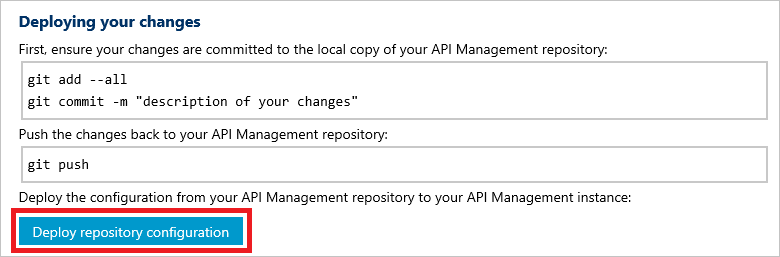 Deploying your changes
First, ensure your changes are committed to the local copy of your API Management repository:
git add --all
git commit -m "description of your changes"
Push the changes back to your API Management repository:
git push
Deploy the configuration from your API Management repository to your API Management instance:
Deploy repository configuration